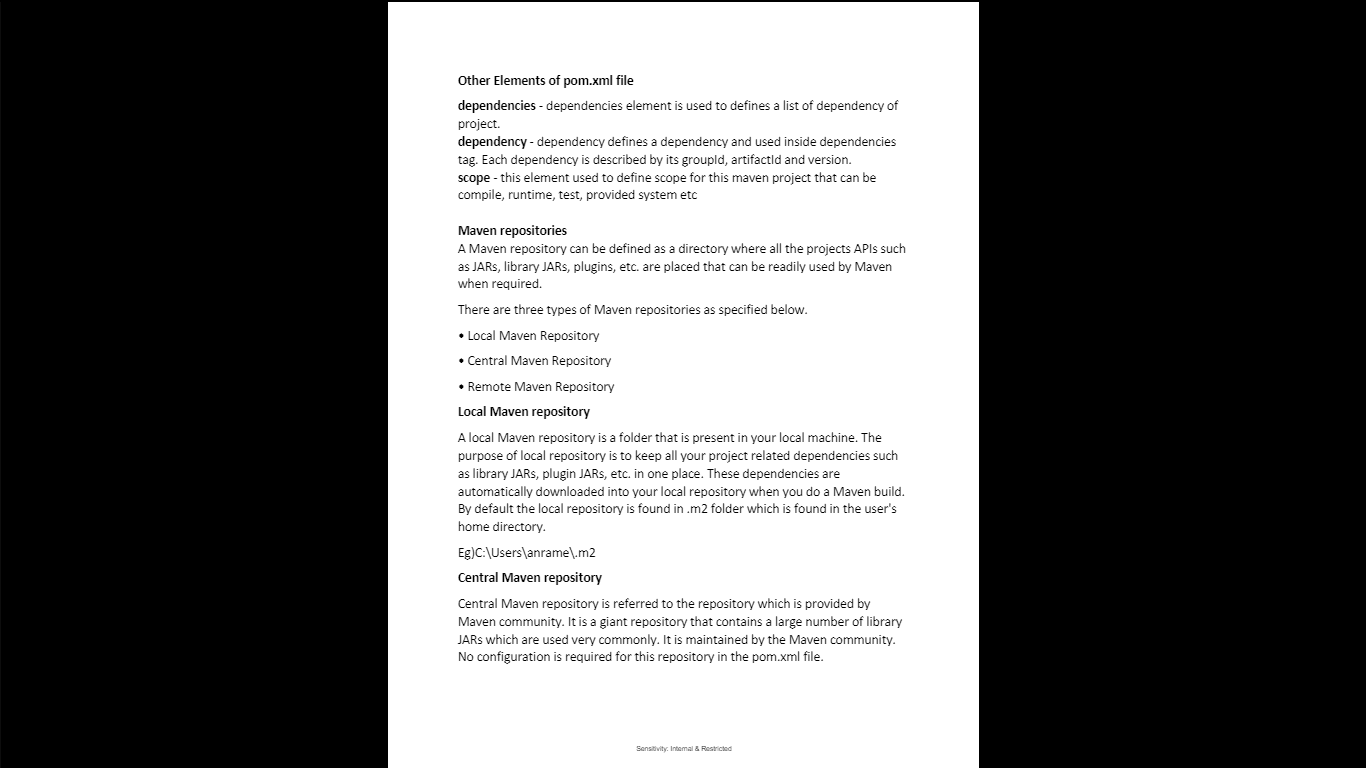 Other Elements of pom.xml file
dependencies - dependencies element is used to defines a list of dependency of
project.
dependency - dependency defines a dependency and used inside dependencies
tag. Each dependency is described by its groupId, artifactId and version.
scope - this element used to define scope for this maven project that can be
compile, runtime, test, provided system etc
Maven repositories
A Maven repository can be defined as a directory where all the projects APIs such
as JARs, library JARs, plugins, etc. are placed that can be readily used by Maven
when required.
There are three types of Maven repositories as specified below.
• Local Maven Repository
• Central Maven Repository
• Remote Maven Repository
Local Maven repository
A local Maven repository is a folder that is present in your local machine. The
purpose of local repository is to keep all your project related dependencies such
as library JARs, plugin JARs, etc. in one place. These dependencies are
automatically downloaded into your local repository when you do a Maven build.
By default the local repository is found in .m2 folder which is found in the user's
home directory.
Eg)C:\Users\anrame\.m2
Central Maven repository
Central Maven repository is referred to the repository which is provided by
Maven community. It is a giant repository that contains a large number of library
JARs which are used very commonly. It is maintained by the Maven community.
No configuration is required for this repository in the pom.xml file.
Sensitivity: Internal & Restricted